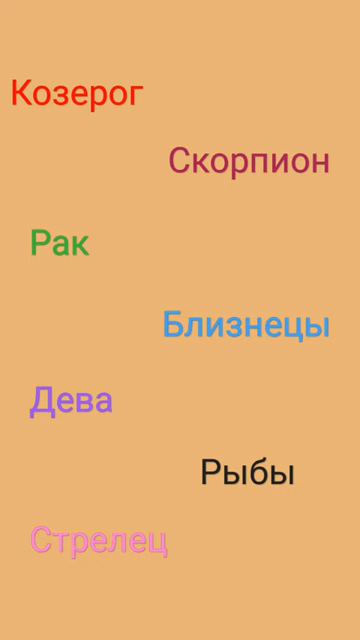 Козерог
Скорпион
Рак
Близнецы
Дева
Рыбы
Стрелец